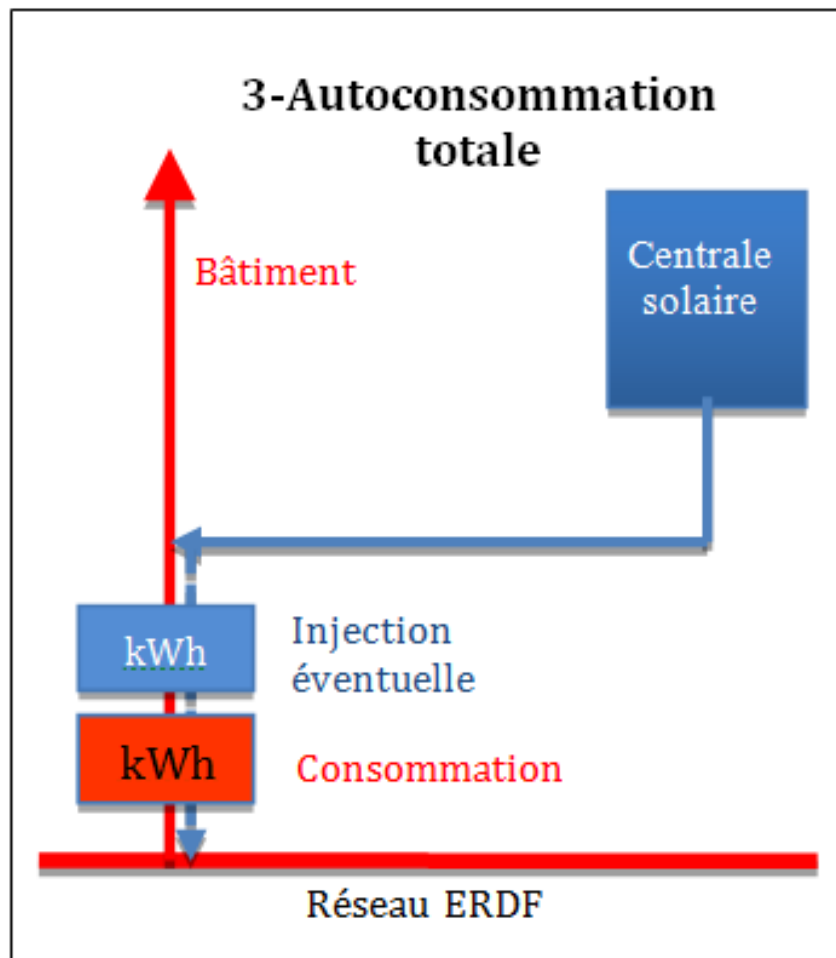 3-Autoconsommation
totale
Bâtiment
Centrale
solaire
kWh
Injection
éventuelle
kWh
Consommation
Réseau ERDF